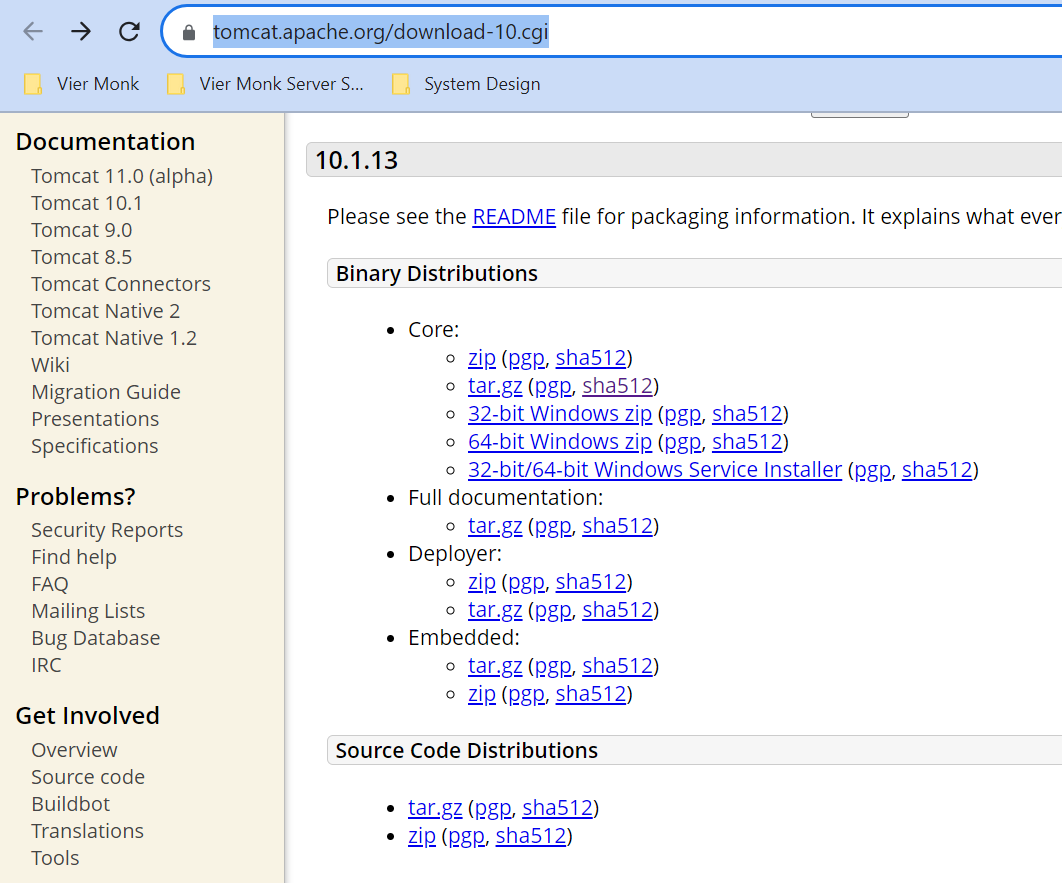 tomcat.apache.org/download-10.cgi
Vier Monk
Vier Monk Server S...
System Design
Documentation
Tomcat 11.0 (alpha)
Tomcat 10.1
Tomcat 9.0
Tomcat 8.5
Tomcat Connectors
Tomcat Native 2
Tomcat Native 1.2
Wiki
Migration Guide
Presentations
Specifications
Problems?
Security Reports
Find help
FAQ
Mailing Lists
Bug Database
IRC
Get Involved
Overview
Source code
Buildbot
Translations
Tools
10.1.13
Please see the README file for packaging information. It explains what ever
Binary Distributions
• Core:
zip (pgp, sha512)
tar.gz (pgp, sha512)
32-bit Windows zip (pgp, sha512)
64-bit Windows zip (pgp, sha512)
32-bit/64-bit Windows Service Installer (pgp, sha512)
• Full documentation:
tar.gz (pgp, sha512)
• Deployer:
zip (pgp, sha512)
tar.gz (pgp, sha512)
• Embedded:
tar.gz (pgp, sha512)
zip (pgp, sha512)
Source Code Distributions
• tar.gz (pgp, sha512)
• zip (pgp, sha512)